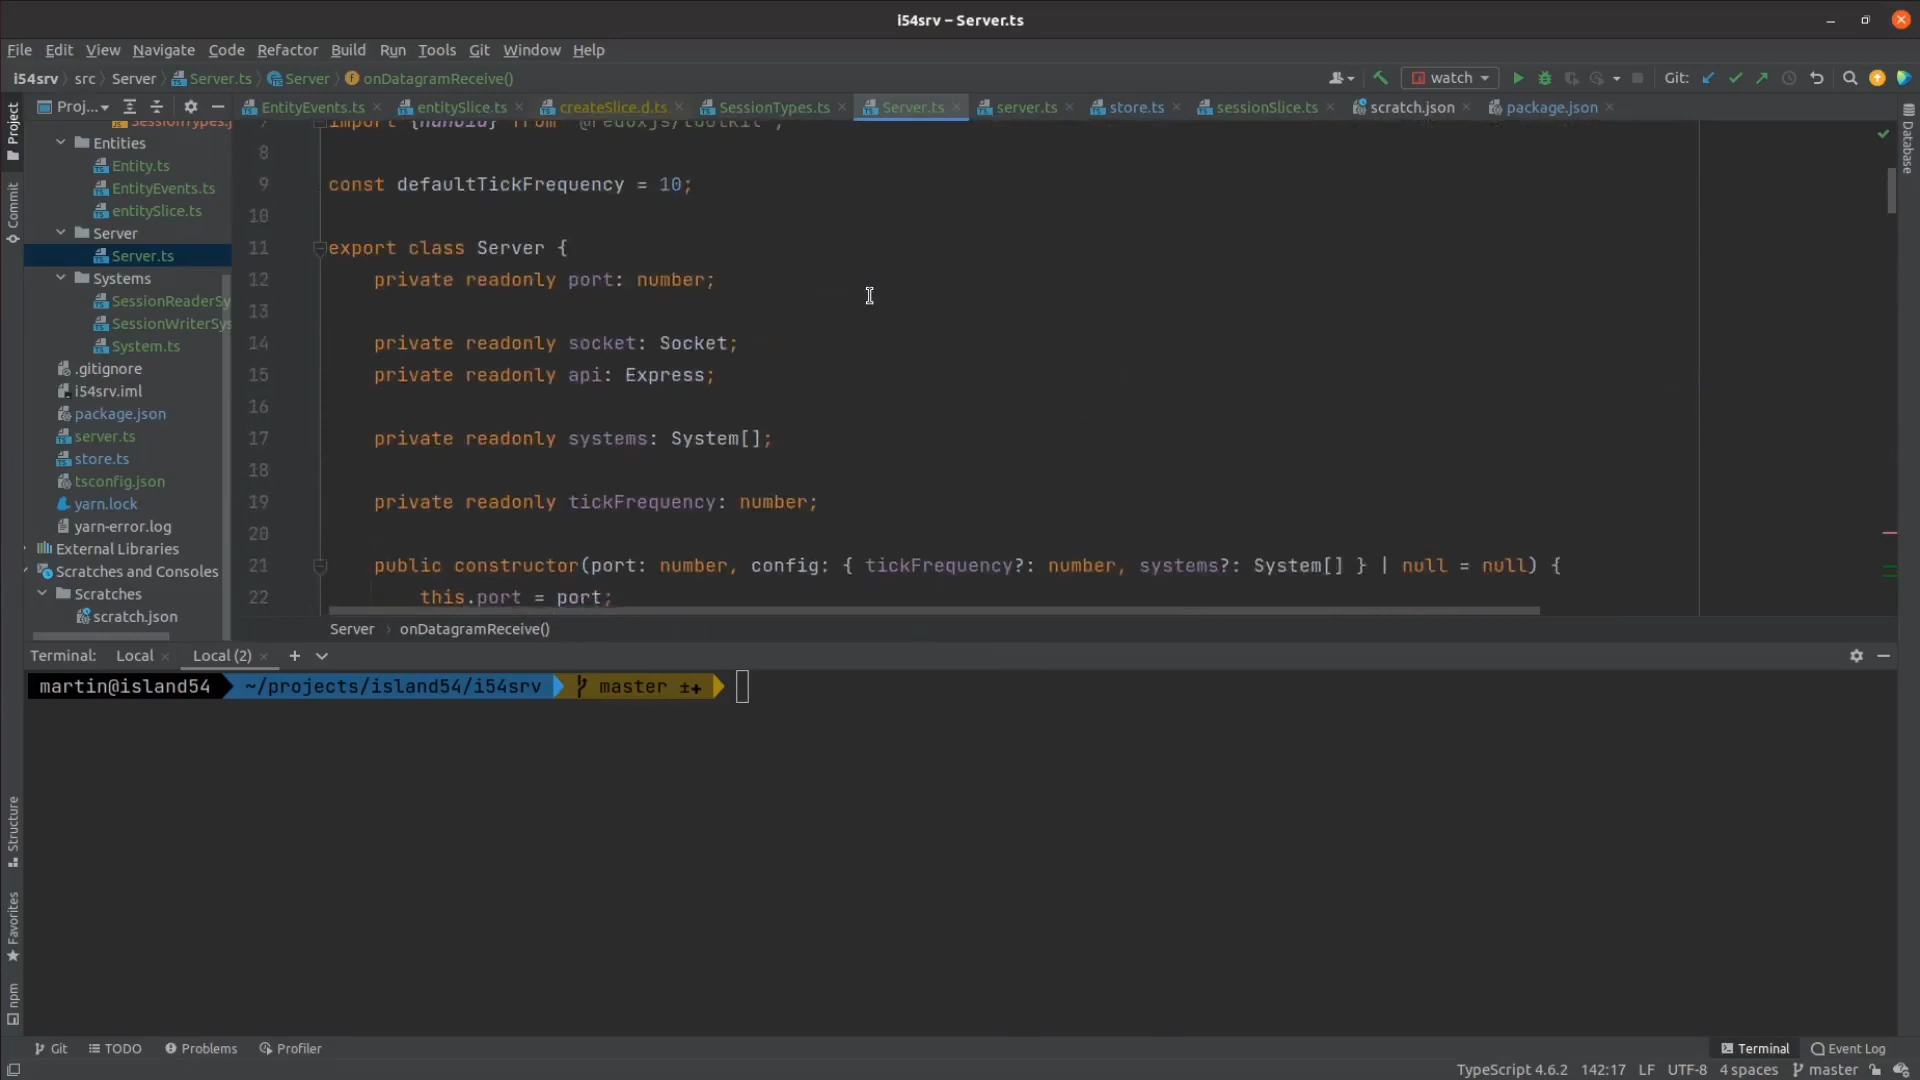 i54srv – Server.ts
File Edit View Navigate Code Refactor Build Run Tools Git Window Help
i54srv › src › Server › Server.ts › Server › onDatagramReceive()
watch
Git:
Proj...
EntityEvents.ts
entitySlice.ts
createSlice.d.ts
SessionTypes.ts
Server.ts
server.ts
store.ts
sessionSlice.ts
scratch.json
package.json
Project
Commit
Structure
Favorites
npm
Database
Entities
Entity.ts
EntityEvents.ts
entitySlice.ts
Server
Server.ts
Systems
SessionReaderSy
SessionWriterSys
System.ts
.gitignore
i54srv.iml
package.json
server.ts
store.ts
tsconfig.json
yarn.lock
yarn-error.log
External Libraries
Scratches and Consoles
Scratches
scratch.json
8
9 const defaultTickFrequency = 10;
10
11 export class Server {
12 private readonly port: number;
13
14 private readonly socket: Socket;
15 private readonly api: Express;
16
17 private readonly systems: System[];
18
19 private readonly tickFrequency: number;
20
21 public constructor(port: number, config: { tickFrequency?: number, systems?: System[] } | null = null) {
22 this.port = port;
Server › onDatagramReceive()
Terminal: Local Local (2)
martin@island54 ~/projects/island54/i54srv master ±+
Git TODO Problems Profiler Terminal Event Log
TypeScript 4.6.2 142:17 LF UTF-8 4 spaces master